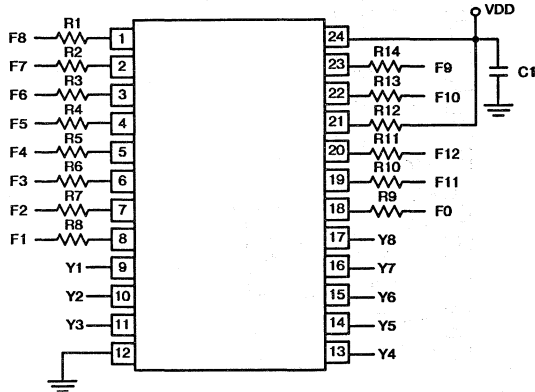 VDD
F8 R1 1 24
F7 R2 2 23 R14 F9
C1
F6 R3 3 22 R13 F10
F5 R4 4 21 R12
F4 R5 5 20 R11 F12
F3 R6 6 19 R10 F11
F2 R7 7 18 R9 F0
F1 R8 8 17 Y8
Y1 9 16 Y7
Y2 10 15 Y6
Y3 11 14 Y5
12 13 Y4